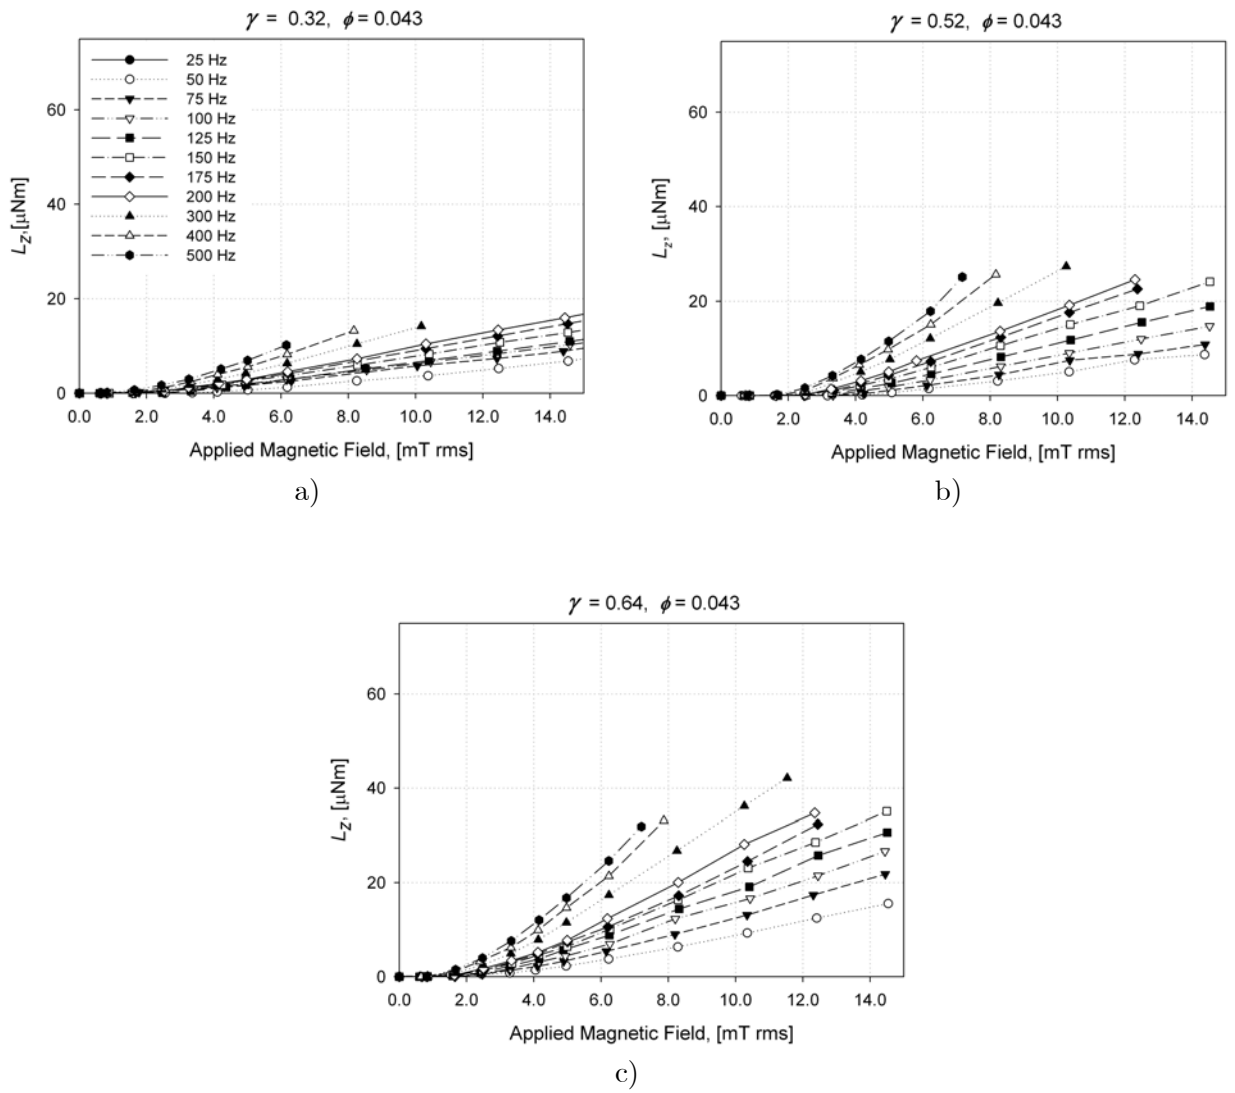 γ = 0.32, ϕ = 0.043
25 Hz
50 Hz
75 Hz
100 Hz
125 Hz
150 Hz
175 Hz
200 Hz
300 Hz
400 Hz
500 Hz
60
40
20
0
L_z, [μNm]
0.0 2.0 4.0 6.0 8.0 10.0 12.0 14.0
Applied Magnetic Field, [mT rms]
a)
γ = 0.52, ϕ = 0.043
60
40
20
0
L_z, [μNm]
0.0 2.0 4.0 6.0 8.0 10.0 12.0 14.0
Applied Magnetic Field, [mT rms]
b)
γ = 0.64, ϕ = 0.043
60
40
20
0
L_z, [μNm]
0.0 2.0 4.0 6.0 8.0 10.0 12.0 14.0
Applied Magnetic Field, [mT rms]
c)